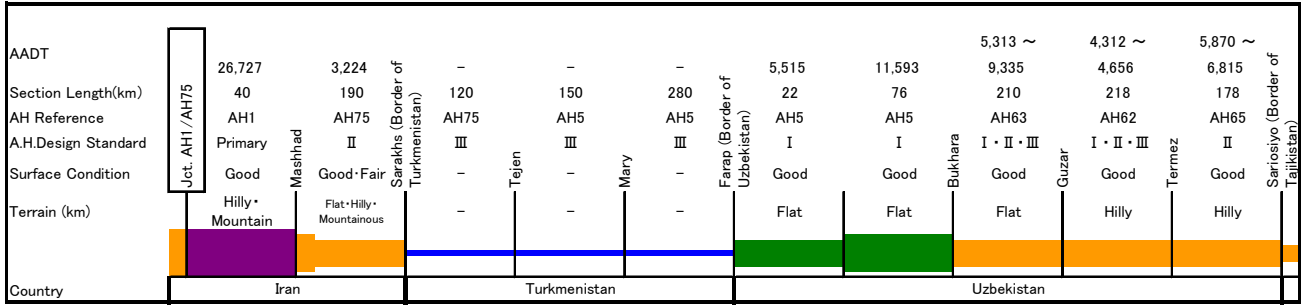 AADT 5,313 ～ 4,312 ～ 5,870 ～
26,727 3,224 － － － 5,515 11,593 9,335 4,656 6,815
Section Length(km) 40 190 120 150 280 22 76 210 218 178
AH Reference AH1 AH75 AH75 AH5 AH5 AH5 AH5 AH63 AH62 AH65
A.H.Design Standard Primary Ⅱ Ⅲ Ⅲ Ⅲ Ⅰ Ⅰ Ⅰ・Ⅱ・Ⅲ Ⅰ・Ⅱ・Ⅲ Ⅱ
Surface Condition Good Good・Fair － － － Good Good Good Good Good
Terrain (km) Hilly・ Flat・Hilly・ － － － Flat Flat Flat Hilly Hilly
Mountain Mountainous
Jct. AH1/AH75
Mashhad
Sarakhs (Border of
Turkmenistan)
Tejen
Mary
Farap (Border of
Uzbekistan)
Bukhara
Guzar
Termez
Sariosiyo (Border of
Tajikistan)
Country Iran Turkmenistan Uzbekistan